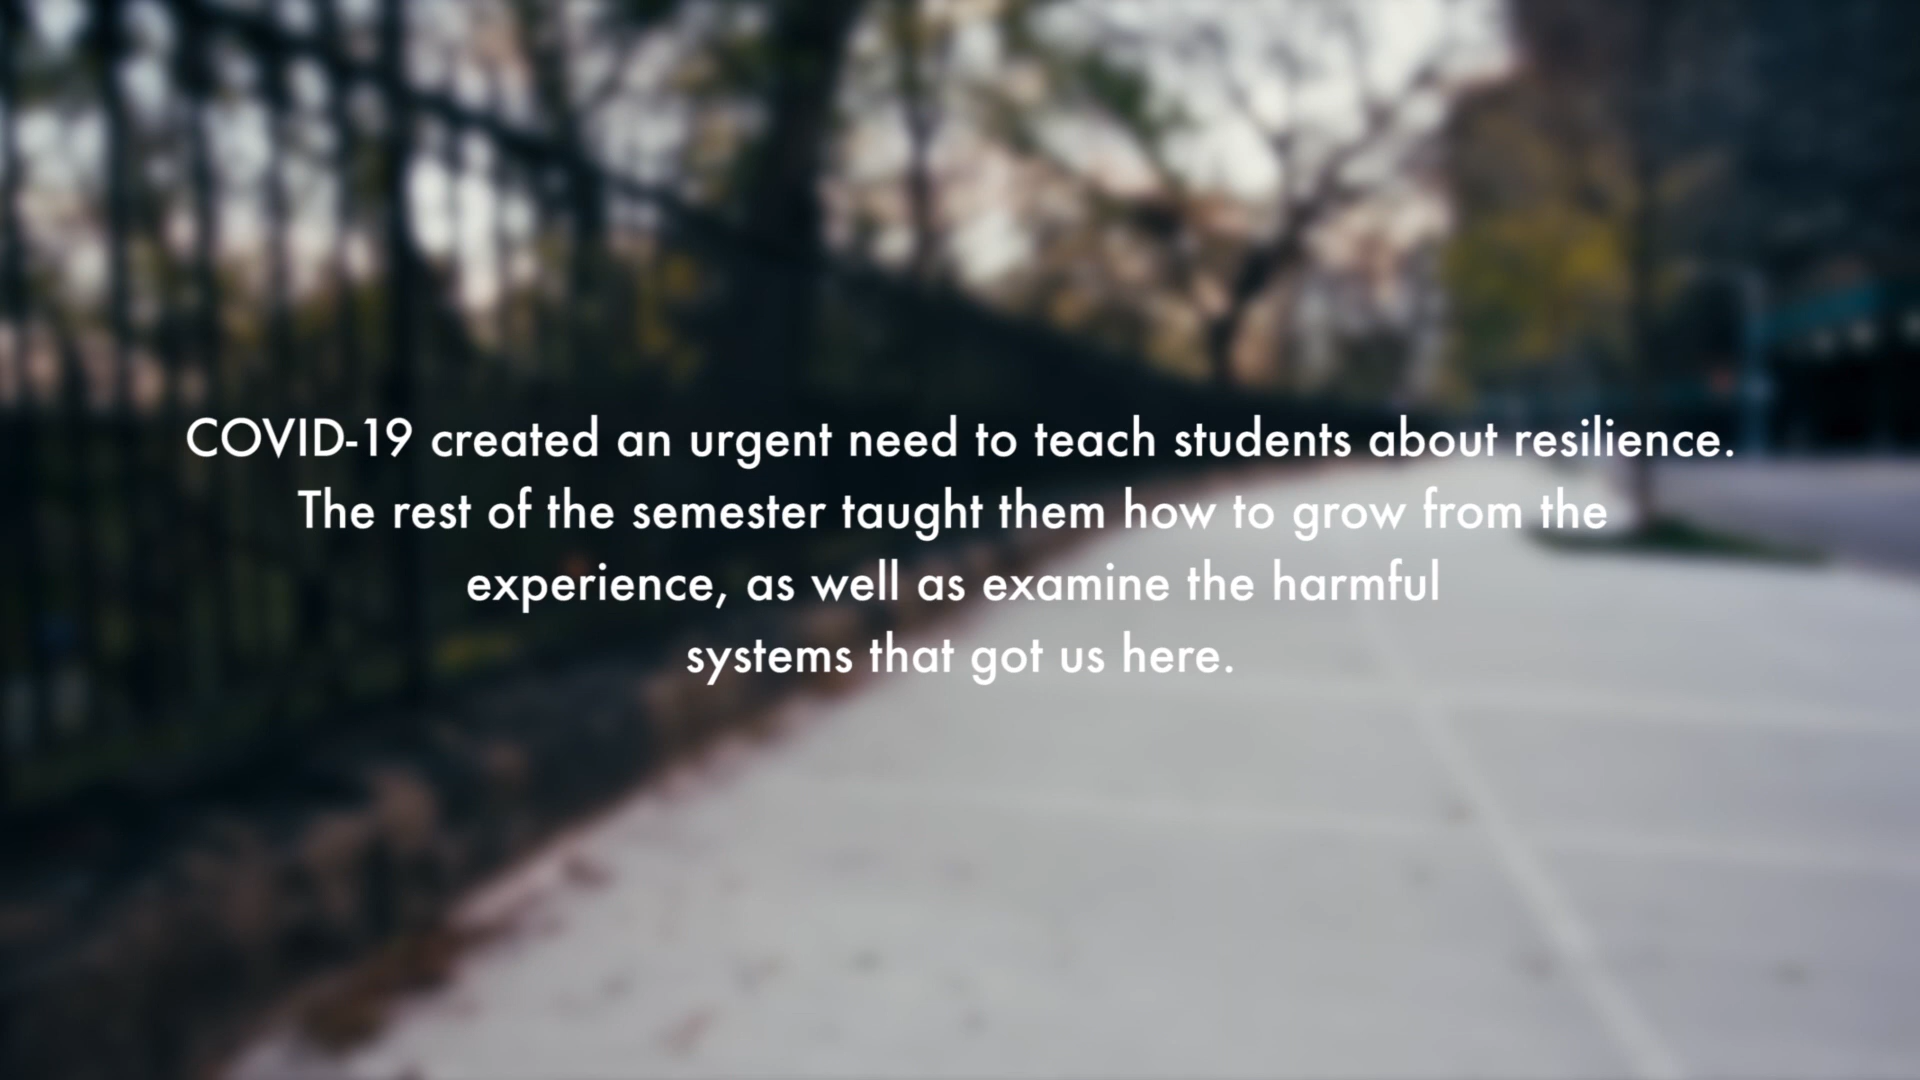 COVID-19 created an urgent need to teach students about resilience.
The rest of the semester taught them how to grow from the
experience, as well as examine the harmful
systems that got us here.